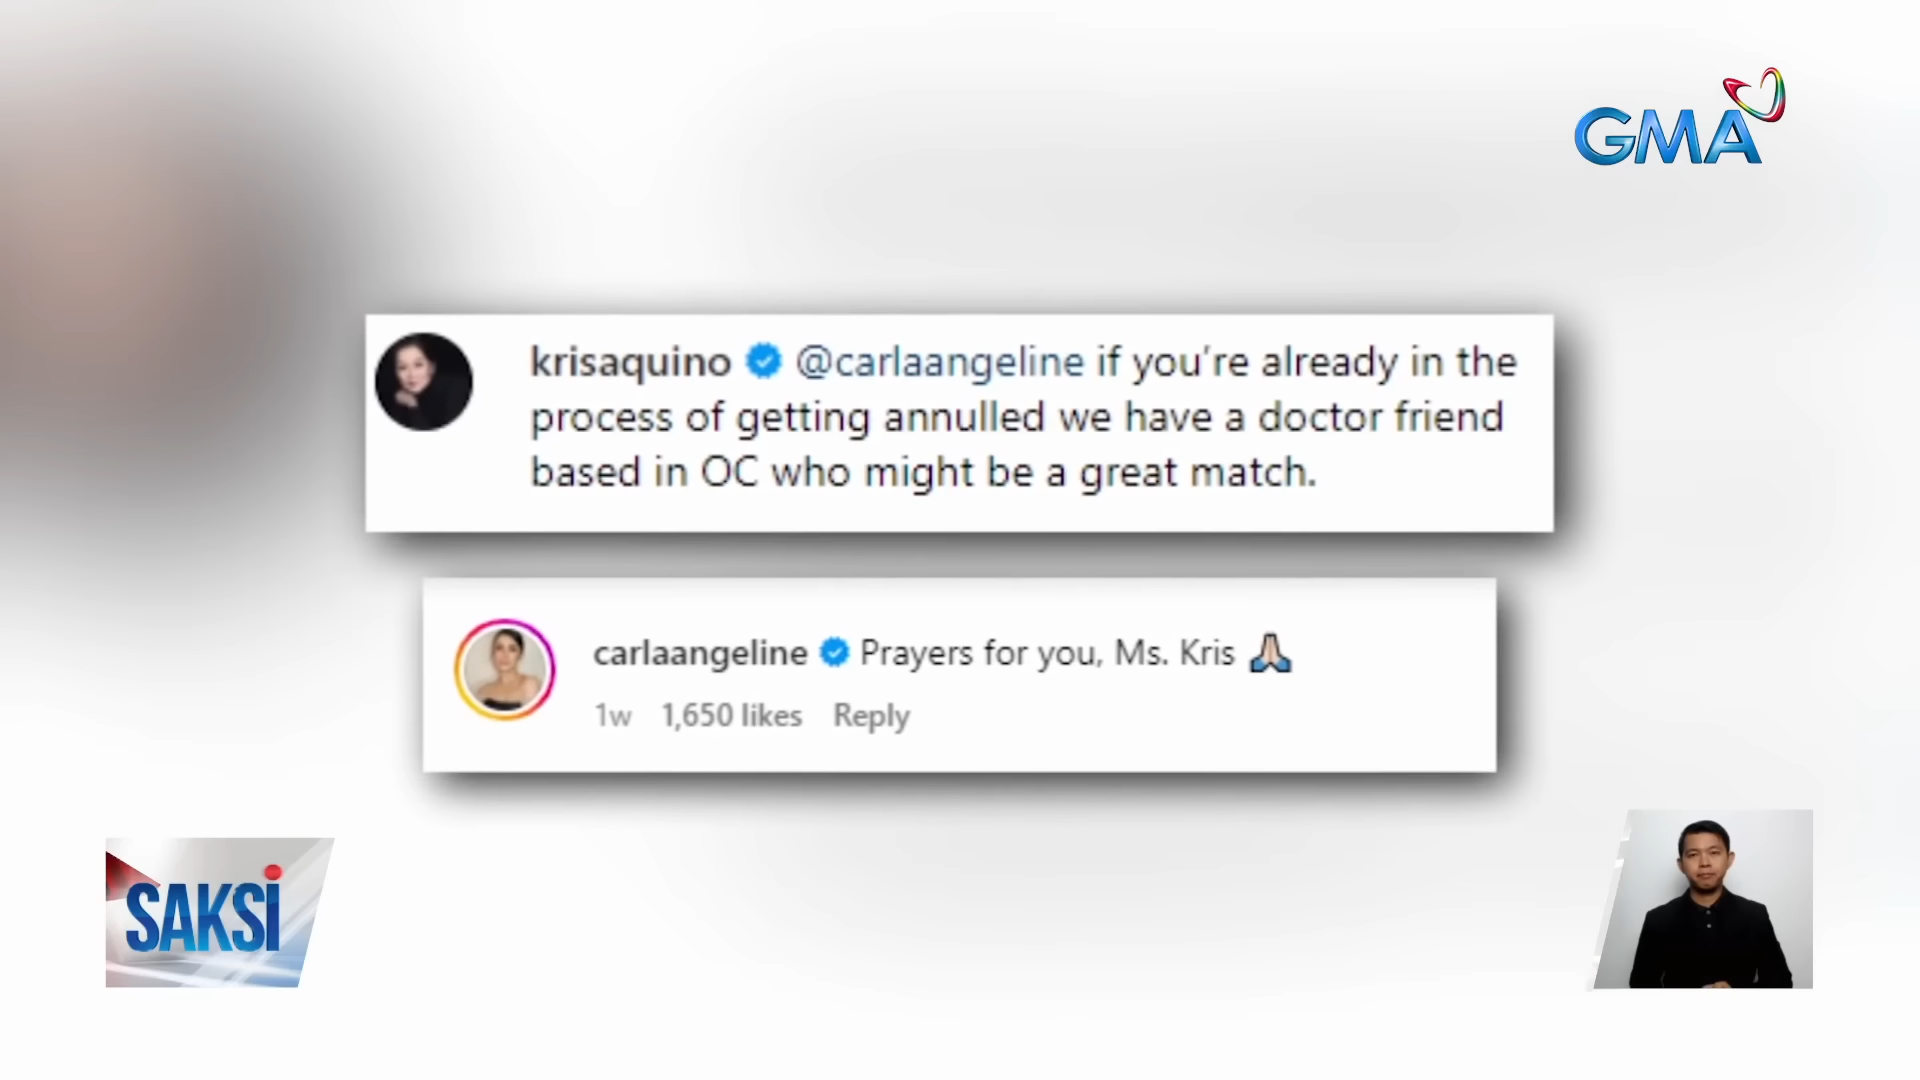 GMA
krisaquino @carlaangeline if you're already in the
process of getting annulled we have a doctor friend
based in OC who might be a great match.
carlaangeline Prayers for you, Ms. Kris 🙏🏻
1w 1,650 likes Reply
SAKSI